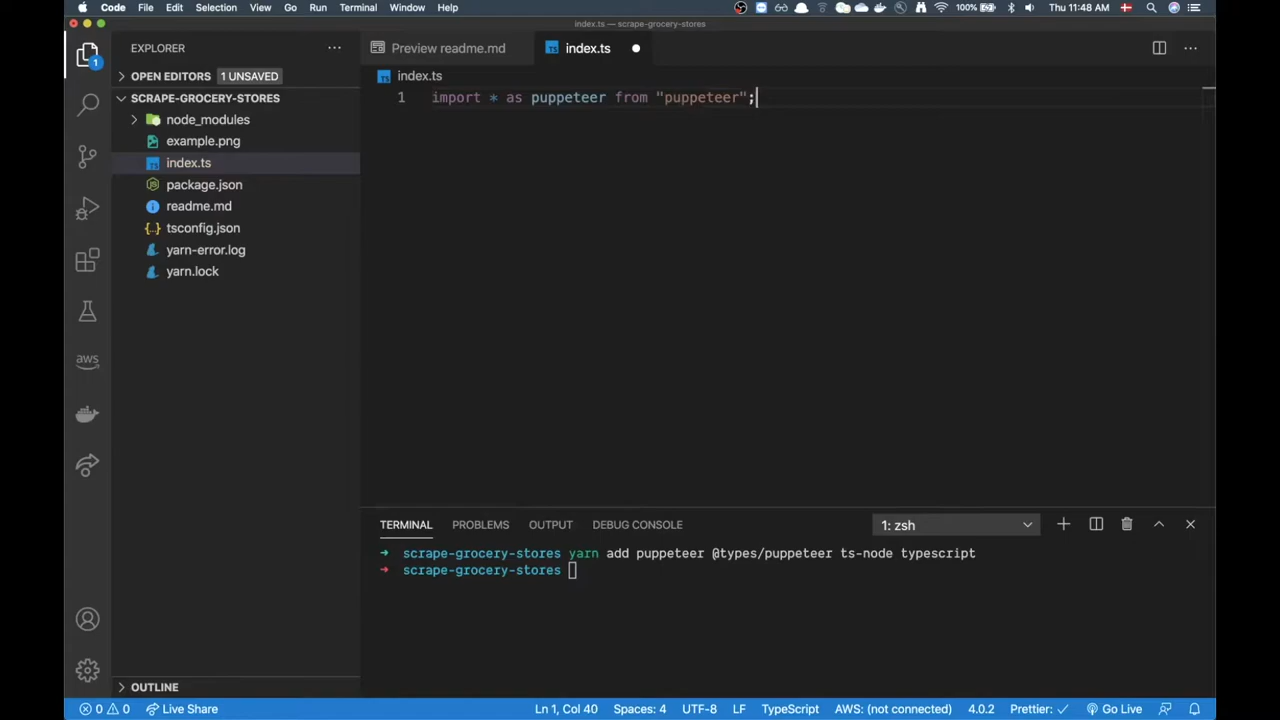 Code File Edit Selection View Go Run Terminal Window Help 100% Thu 11:48 AM
index.ts — scrape-grocery-stores
EXPLORER
Preview readme.md
index.ts
OPEN EDITORS
1 UNSAVED
index.ts
SCRAPE-GROCERY-STORES
1 import * as puppeteer from "puppeteer";
node_modules
example.png
index.ts
package.json
readme.md
tsconfig.json
yarn-error.log
yarn.lock
1
aws
TERMINAL PROBLEMS OUTPUT DEBUG CONSOLE 1: zsh
➜ scrape-grocery-stores yarn add puppeteer @types/puppeteer ts-node typescript
➜ scrape-grocery-stores
OUTLINE
0 0 Live Share Ln 1, Col 40 Spaces: 4 UTF-8 LF TypeScript AWS: (not connected) 4.0.2 Prettier: ✓ Go Live